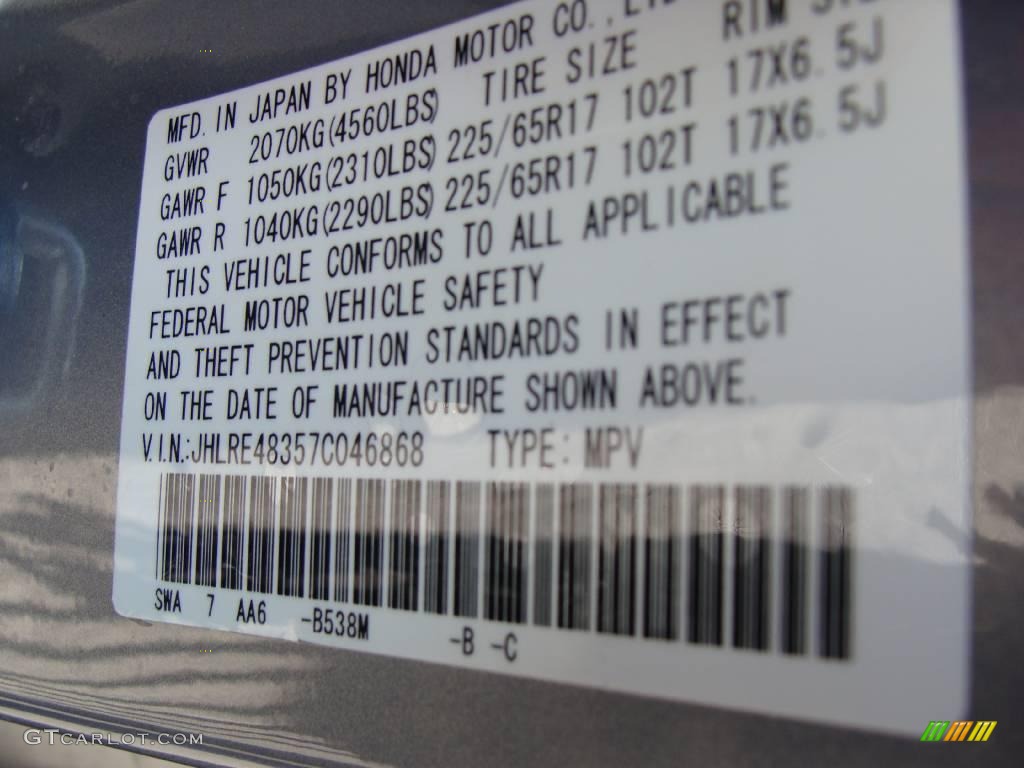 MFD. IN JAPAN BY HONDA MOTOR CO.,
RIM
GVWR 2070KG(4560LBS) TIRE SIZE
GAWR F 1050KG(2310LBS) 225/65R17 102T 17X6.5J
GAWR R 1040KG(2290LBS) 225/65R17 102T 17X6.5J
THIS VEHICLE CONFORMS TO ALL APPLICABLE
FEDERAL MOTOR VEHICLE SAFETY
AND THEFT PREVENTION STANDARDS IN EFFECT
ON THE DATE OF MANUFACTURE SHOWN ABOVE.
V.I.N.:JHLRE48357C046868 TYPE: MPV
SWA 7 AA6 -B538M -B -C
GTCARLOT.COM